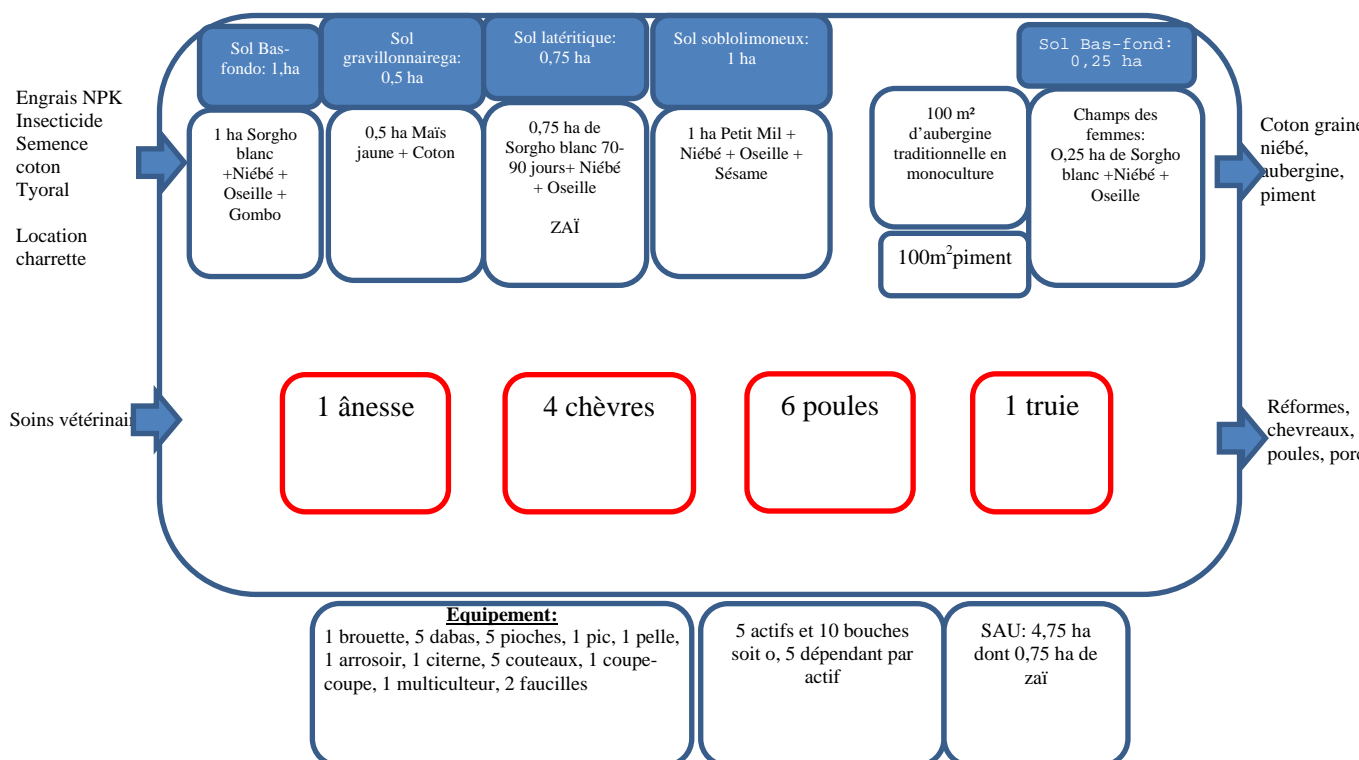 Sol Bas-
fondo: 1,ha
Sol
gravillonnairega:
0,5 ha
Sol latéritique:
0,75 ha
Sol soblolimoneux:
1 ha
Sol Bas-fond:
0,25 ha
Engrais NPK
Insecticide
Semence
coton
Tyoral
Location
charrette
1 ha Sorgho
blanc
+Niébé +
Oseille +
Gombo
0,5 ha Maïs
jaune + Coton
0,75 ha de
Sorgho blanc 70-
90 jours+ Niébé
+ Oseille
ZAÏ
1 ha Petit Mil +
Niébé + Oseille +
Sésame
100 m²
d’aubergine
traditionnelle en
monoculture
100m²piment
Champs des
femmes:
O,25 ha de Sorgho
blanc +Niébé +
Oseille
Coton graine
niébé,
aubergine,
piment
Soins vétérinair
1 ânesse
4 chèvres
6 poules
1 truie
Réformes,
chevreaux,
poules, porc
Equipement:
1 brouette, 5 dabas, 5 pioches, 1 pic, 1 pelle,
1 arrosoir, 1 citerne, 5 couteaux, 1 coupe-
coupe, 1 multiculteur, 2 faucilles
5 actifs et 10 bouches
soit o, 5 dépendant par
actif
SAU: 4,75 ha
dont 0,75 ha de
zaï